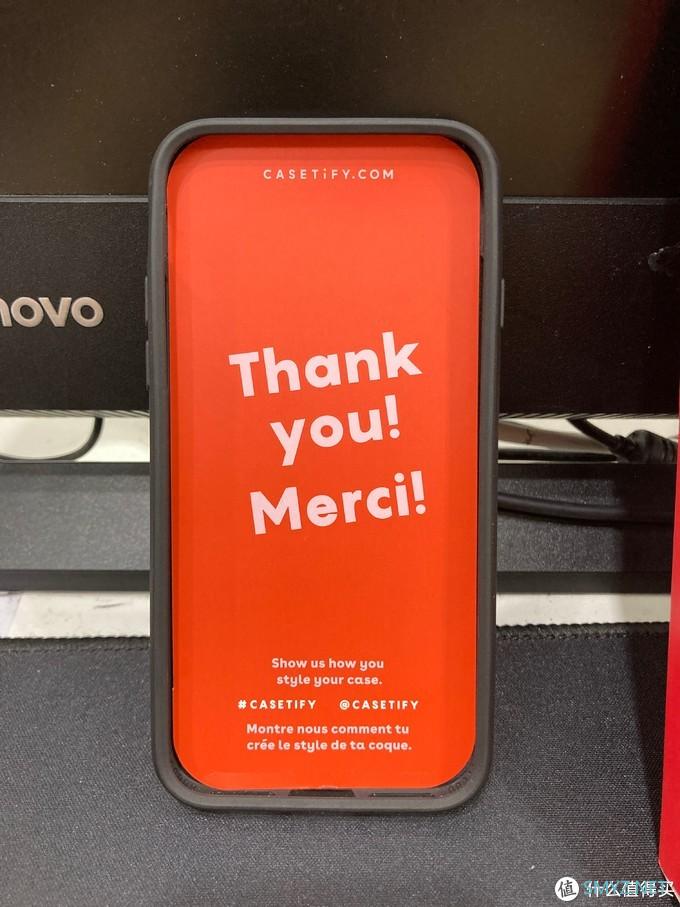 CASETiFY.COM
novo
Thank
you!
Merci!
Show us how you
style your case.
#CASETiFY @CASETiFY
Montre nous comment tu
crée le style de ta coque.
值 什么值得买